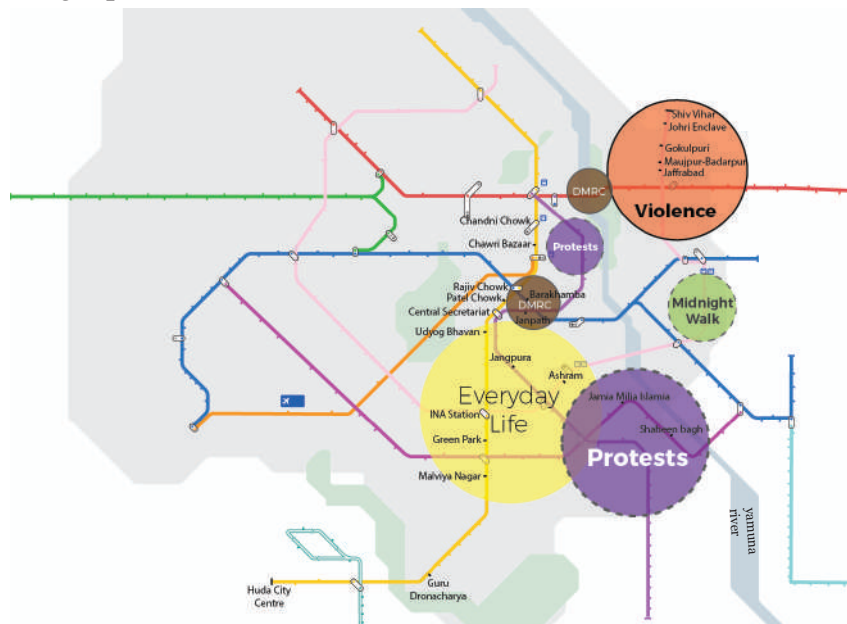 Shiv Vihar
Johri Enclave
Gokulpuri
Maujpur-Badarpur
Jaffrabad
Violence
DMRC
Chandni Chowk
Chawri Bazaar
Protests
Rajiv Chowk
Patel Chowk
Barakhamba
DMRC
Central Secretariat
Janpath
Udyog Bhavan
Midnight
Walk
Jangpura
Ashram
Everyday
Life
Jamia Milia Islamia
INA Station
Shaheen bagh
Green Park
Protests
Malviya Nagar
yamuna
river
Guru
Dronacharya
Huda City
Centre